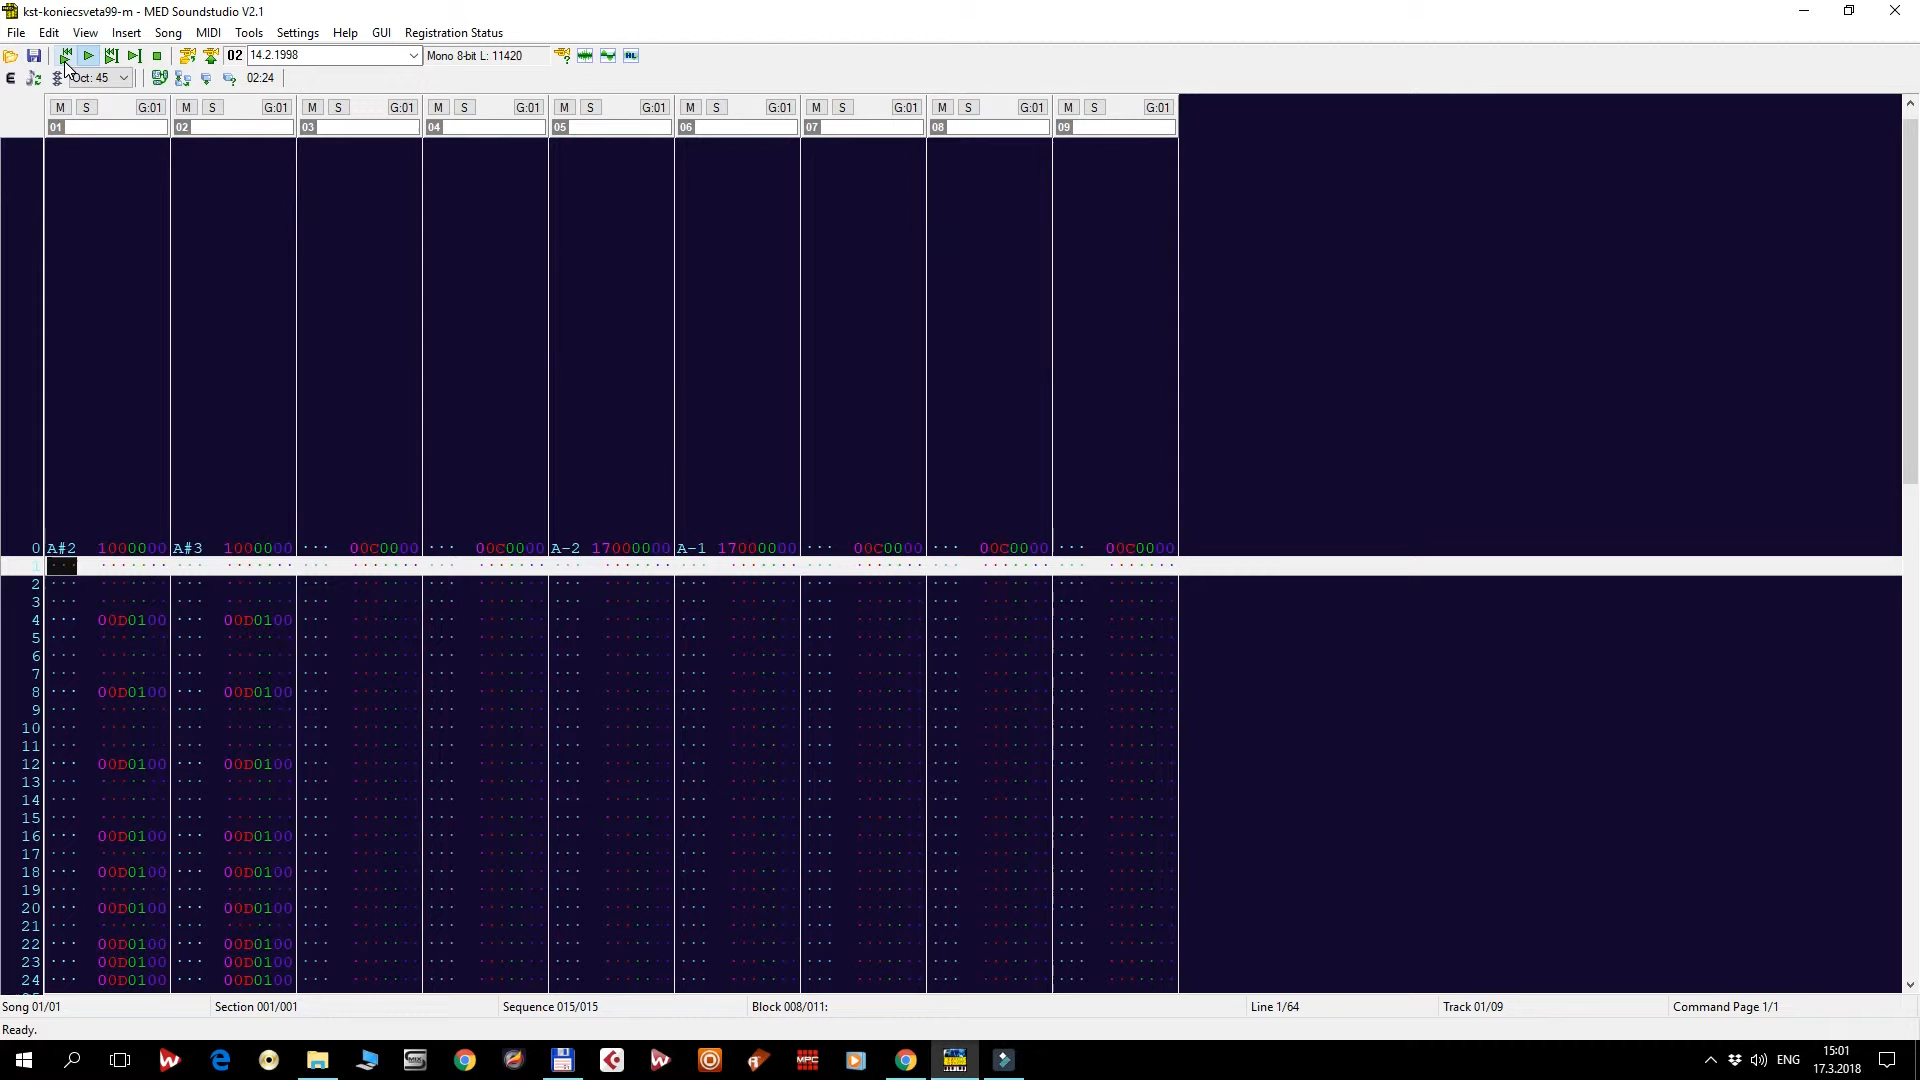 kst-koniecsveta99-m - MED Soundstudio V2.1
File Edit View Insert Song MIDI Tools Settings Help GUI Registration Status
02 14.2.1998 Mono 8-bit L: 11420
E Oct: 45 02:24
M S G:01 M S G:01 M S G:01 M S G:01 M S G:01 M S G:01 M S G:01 M S G:01 M S G:01
01 02 03 04 05 06 07 08 09
0 A#2 1000000 A#3 1000000 ··· 00C0000 ··· 00C0000 A-2 17000000 A-1 17000000 ··· 00C0000 ··· 00C0000 ··· 00C0000
1
2
3
4 ··· 00D0100 ··· 00D0100
5
6
7
8 ··· 00D0100 ··· 00D0100
9
10
11
12 ··· 00D0100 ··· 00D0100
13
14
15
16 ··· 00D0100 ··· 00D0100
17
18 ··· 00D0100 ··· 00D0100
19
20 ··· 00D0100 ··· 00D0100
21
22 ··· 00D0100 ··· 00D0100
23 ··· 00D0100 ··· 00D0100
24 ··· 00D0100 ··· 00D0100
Song 01/01 Section 001/001 Sequence 015/015 Block 008/011: Line 1/64 Track 01/09 Command Page 1/1
Ready.
MPC ENG 15:01
17.3.2018